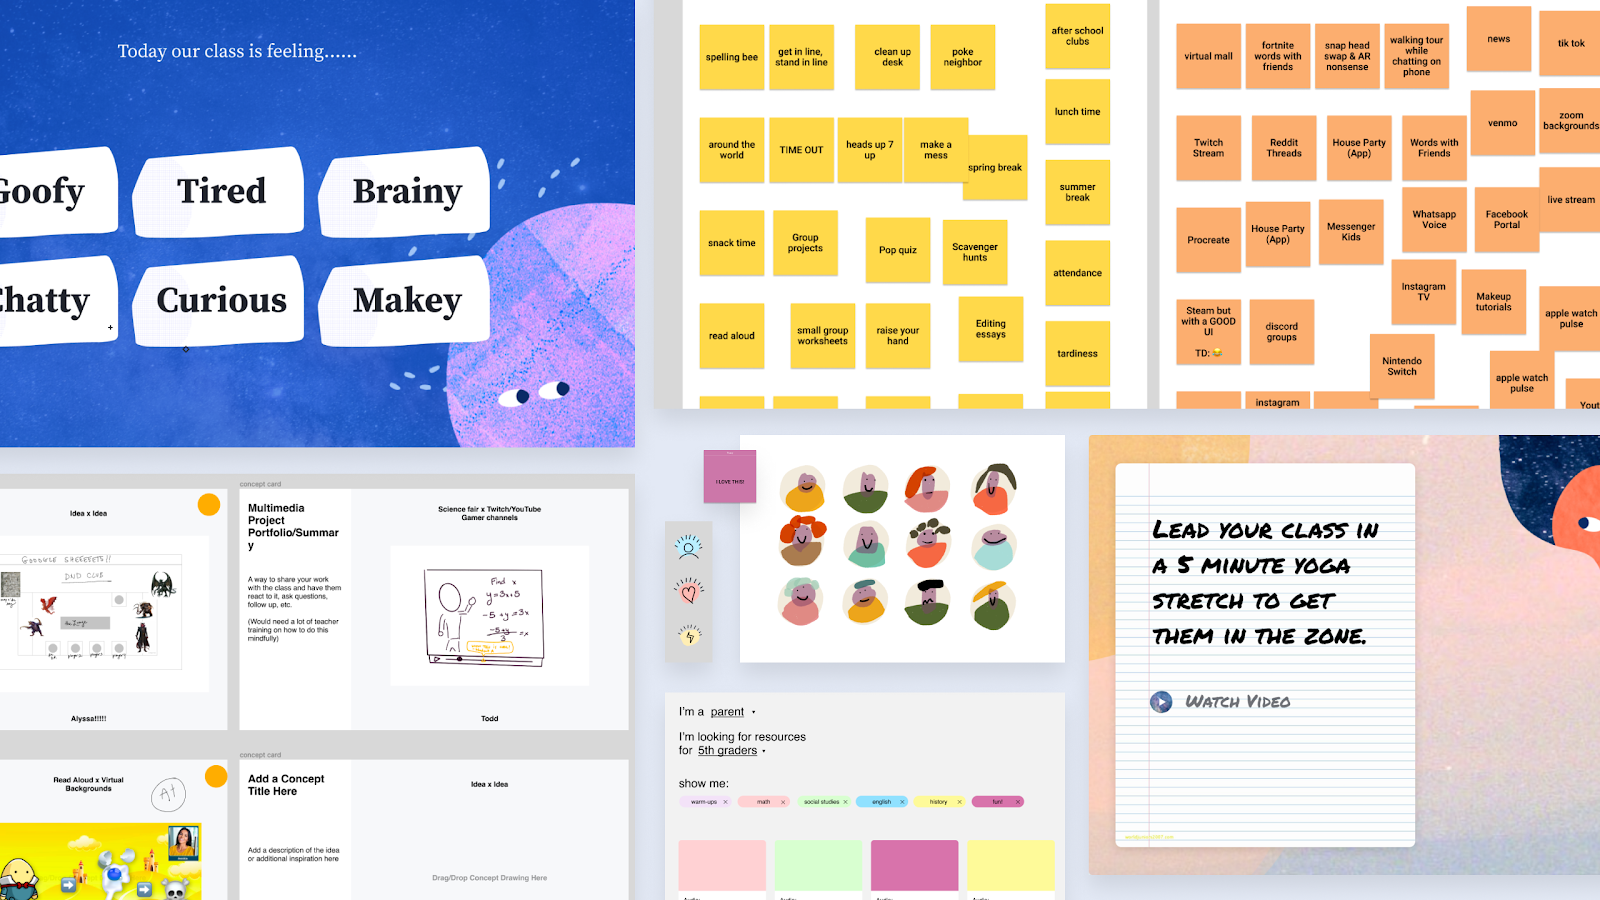 Today our class is feeling......
Goofy
Tired
Brainy
Chatty
Curious
Makey
spelling bee
get in line,
stand in line
clean up
desk
poke
neighbor
after school
clubs
lunch time
around the
world
TIME OUT
heads up 7
up
make a
mess
spring break
summer
break
snack time
Group
projects
Pop quiz
Scavenger
hunts
attendance
read aloud
small group
worksheets
raise your
hand
Editing
essays
tardiness
virtual mall
fortnite
words with
friends
snap head
swap & AR
nonsense
walking tour
while
chatting on
phone
news
tik tok
Twitch
Stream
Reddit
Threads
House Party
(App)
Words with
Friends
venmo
zoom
backgrounds
Procreate
House Party
(App)
Messenger
Kids
Whatsapp
Voice
Facebook
Portal
live stream
Instagram
TV
Makeup
tutorials
apple watch
pulse
Steam but
with a GOOD
UI
TD: 😂
discord
groups
Nintendo
Switch
apple watch
pulse
instagram
Yout
concept card
Idea x Idea
GOOGKLE SHEEEEETS!!
DND CLUB
Alyssa!!!!!
Multimedia
Project
Portfolio/Summar
y
A way to share your work
with the class and have them
react to it, ask questions,
follow up, etc.
(Would need a lot of teacher
training on how to do this
mindfully)
Science fair x Twitch/YouTube
Gamer channels
Find x
y=3x+5
-5+y=3x
-5+y
3
=x
Todd
concept card
Read Aloud x Virtual
Backgrounds
A+
Add a Concept
Title Here
Add a description of the idea
or additional inspiration here
Idea x Idea
Drag/Drop Concept Drawing Here
I LOVE THIS!
I'm a parent
I'm looking for resources
for 5th graders
show me:
warm-ups x
math x
social studies x
english x
history x
fun! x
Lead your class in
a 5 minute yoga
stretch to get
them in the zone.
Watch Video